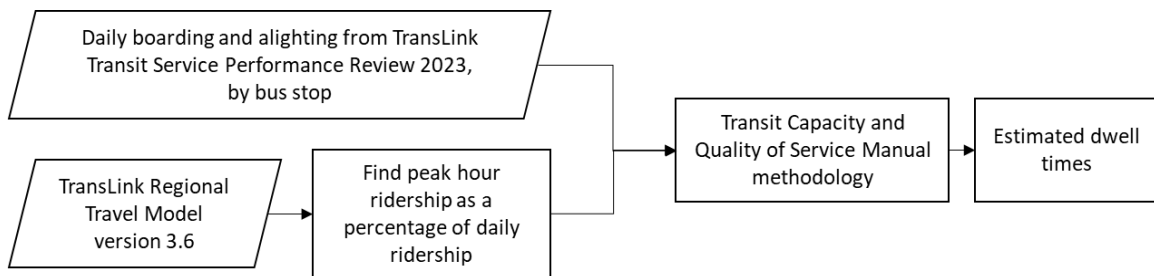 Daily boarding and alighting from TransLink
Transit Service Performance Review 2023,
by bus stop
TransLink Regional
Travel Model
version 3.6
Find peak hour
ridership as a
percentage of daily
ridership
Transit Capacity and
Quality of Service Manual
methodology
Estimated dwell
times